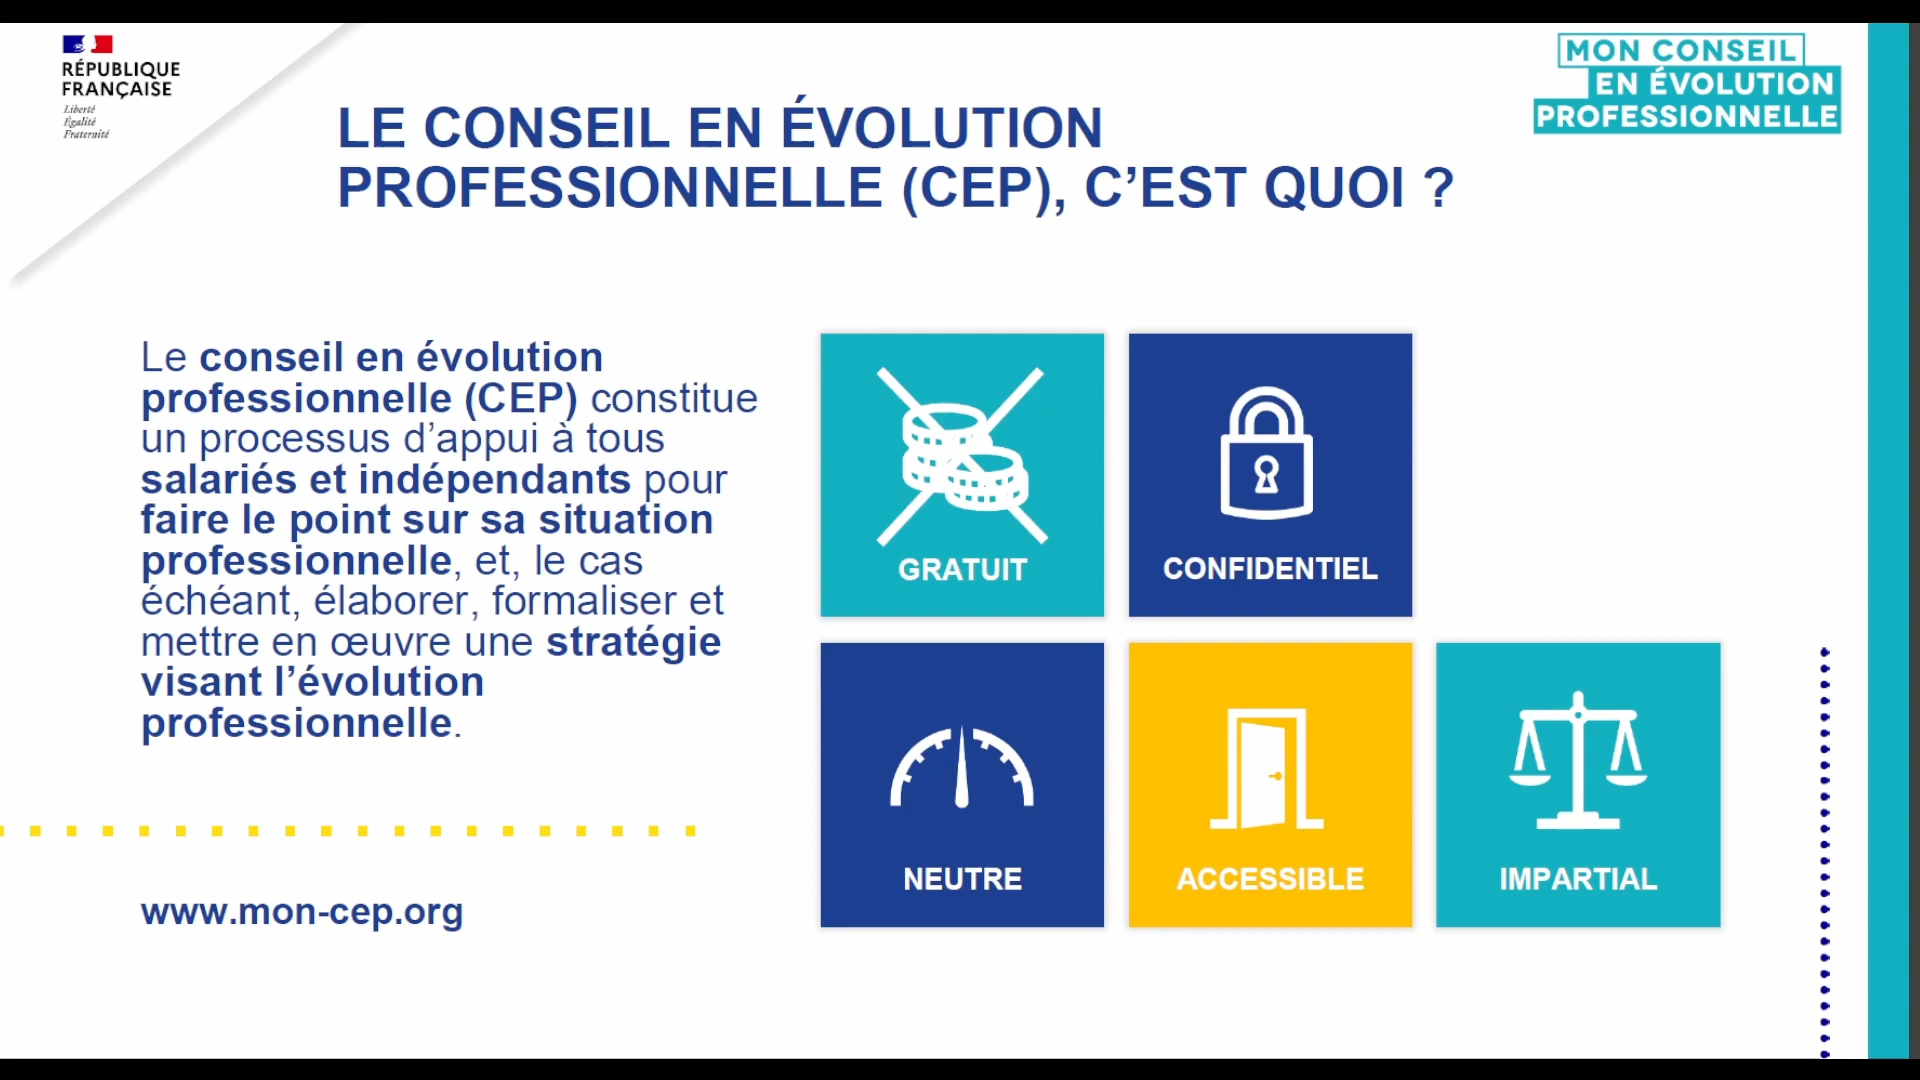 RÉPUBLIQUE
FRANÇAISE
Liberté
Égalité
Fraternité
MON CONSEIL
EN ÉVOLUTION
PROFESSIONNELLE
LE CONSEIL EN ÉVOLUTION
PROFESSIONNELLE (CEP), C’EST QUOI ?
Le conseil en évolution
professionnelle (CEP) constitue
un processus d’appui à tous
salariés et indépendants pour
faire le point sur sa situation
professionnelle, et, le cas
échéant, élaborer, formaliser et
mettre en œuvre une stratégie
visant l’évolution
professionnelle.
www.mon-cep.org
GRATUIT
CONFIDENTIEL
NEUTRE
ACCESSIBLE
IMPARTIAL